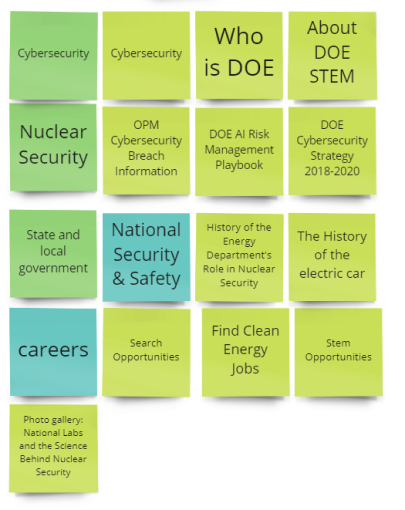 Cybersecurity
Cybersecurity
Who
is DOE
About
DOE
STEM
Nuclear
Security
OPM
Cybersecurity
Breach
Information
DOE AI Risk
Management
Playbook
DOE
Cybersecurity
Strategy
2018-2020
State and
local
government
National
Security
& Safety
History of the
Energy
Department's
Role in Nuclear
Security
The History
of the
electric car
careers
Search
Opportunities
Find Clean
Energy
Jobs
Stem
Opportunities
Photo gallery:
National Labs
and the Science
Behind Nuclear
Security